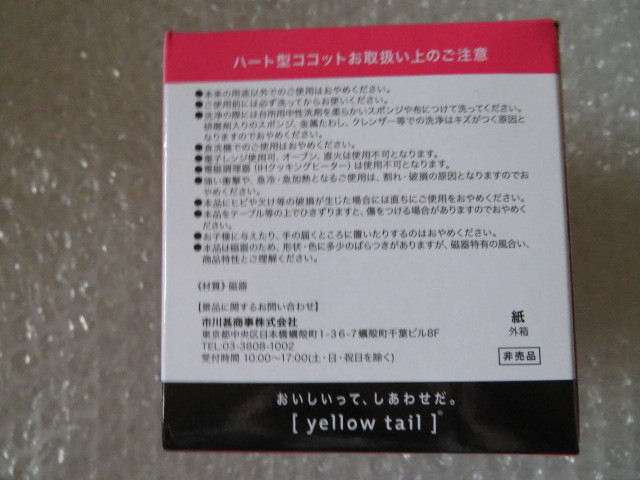 ハート型ココットお取扱い上のご注意
●本来の用途以外でのご使用はおやめください。
●ご使用前には必ず洗ってからお使いください。
●洗浄の際には台所用中性洗剤を柔らかいスポンジや布につけて洗ってください。
研磨剤入りのスポンジ、金属たわし、クレンザー等での洗浄はキズがつく原因と
なりますのでおやめください。
●食洗機でのご使用はおやめください。
●電子レンジ使用可、オーブン、直火は使用不可となります。
●電磁調理器（IHクッキングヒーター）は使用不可となります。
●強い衝撃や、急冷・急加熱となるご使用は、割れ・破損の原因となりますのでお
やめください。
●本品にヒビや欠け等の破損が生じた場合には直ちにご使用をおやめください。
●本品をテーブル等の上でひきずりますと、傷をつける場合がありますのでおやめく
ださい。
●お子様に与えたり、手の届くところに置いたりするのはおやめください。
●本品は磁器のため、形状・色に多少のばらつきがありますが、磁器特有の風合い、
商品特性とご理解ください。
《材質》磁器
【景品に関するお問い合わせ】
市川甚商事株式会社
東京都中央区日本橋蠣殻町1-36-7蠣殻町千葉ビル8F
TEL:03-3808-1002
受付時間 10:00〜17:00(土・日・祝日を除く)
紙
外箱
非売品
おいしいって、しあわせだ。
[ yellow tail ]®